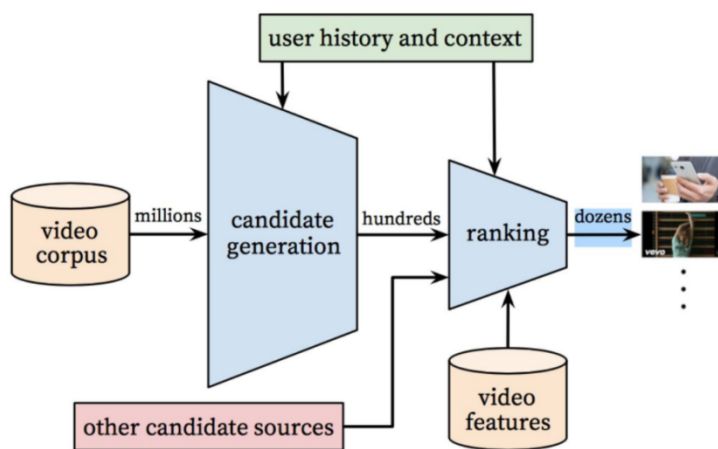 user history and context
video
corpus
millions
candidate
generation
hundreds
ranking
dozens
vevo
other candidate sources
video
features